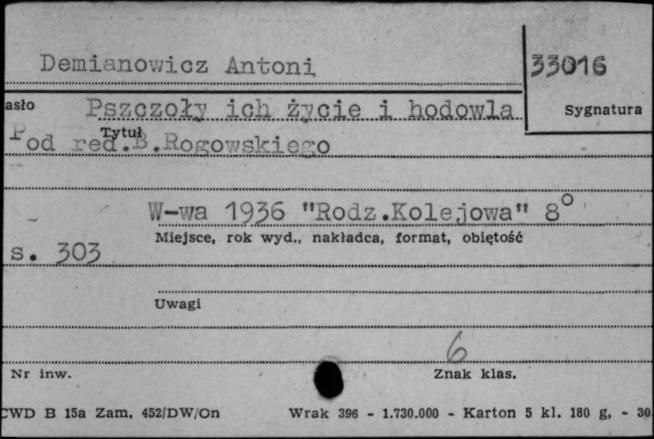 Demianowicz Antoni
33016
asło Pszczoły ich życie i hodowla
Sygnatura
Tytuł
Pod red.B.Rogowskiego
W-wa 1936 "Rodz.Kolejowa" 8°
Miejsce, rok wyd., nakładca, format, objętość
s. 303
Uwagi
6
Nr inw.
Znak klas.
CWD B 15a Zam. 452/DW/On Wrak 396 - 1.730.000 - Karton 5 kl. 180 g, - 30